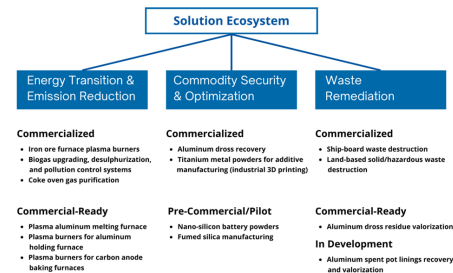 Solution Ecosystem
Energy Transition &
Emission Reduction
Commercialized
• Iron ore furnace plasma burners
• Biogas upgrading, desulphurization,
and pollution control systems
• Coke oven gas purification
Commercial-Ready
• Plasma aluminum melting furnace
• Plasma burners for aluminum
holding furnace
• Plasma burners for carbon anode
baking furnaces
Commodity Security
& Optimization
Commercialized
• Aluminum dross recovery
• Titanium metal powders for additive
manufacturing (industrial 3D printing)
Pre-Commercial/Pilot
• Nano-silicon battery powders
• Fumed silica manufacturing
Waste
Remediation
Commercialized
• Ship-board waste destruction
• Land-based solid/hazardous waste
destruction
Commercial-Ready
• Aluminum dross residue valorization
In Development
• Aluminum spent pot linings recovery
and valorization